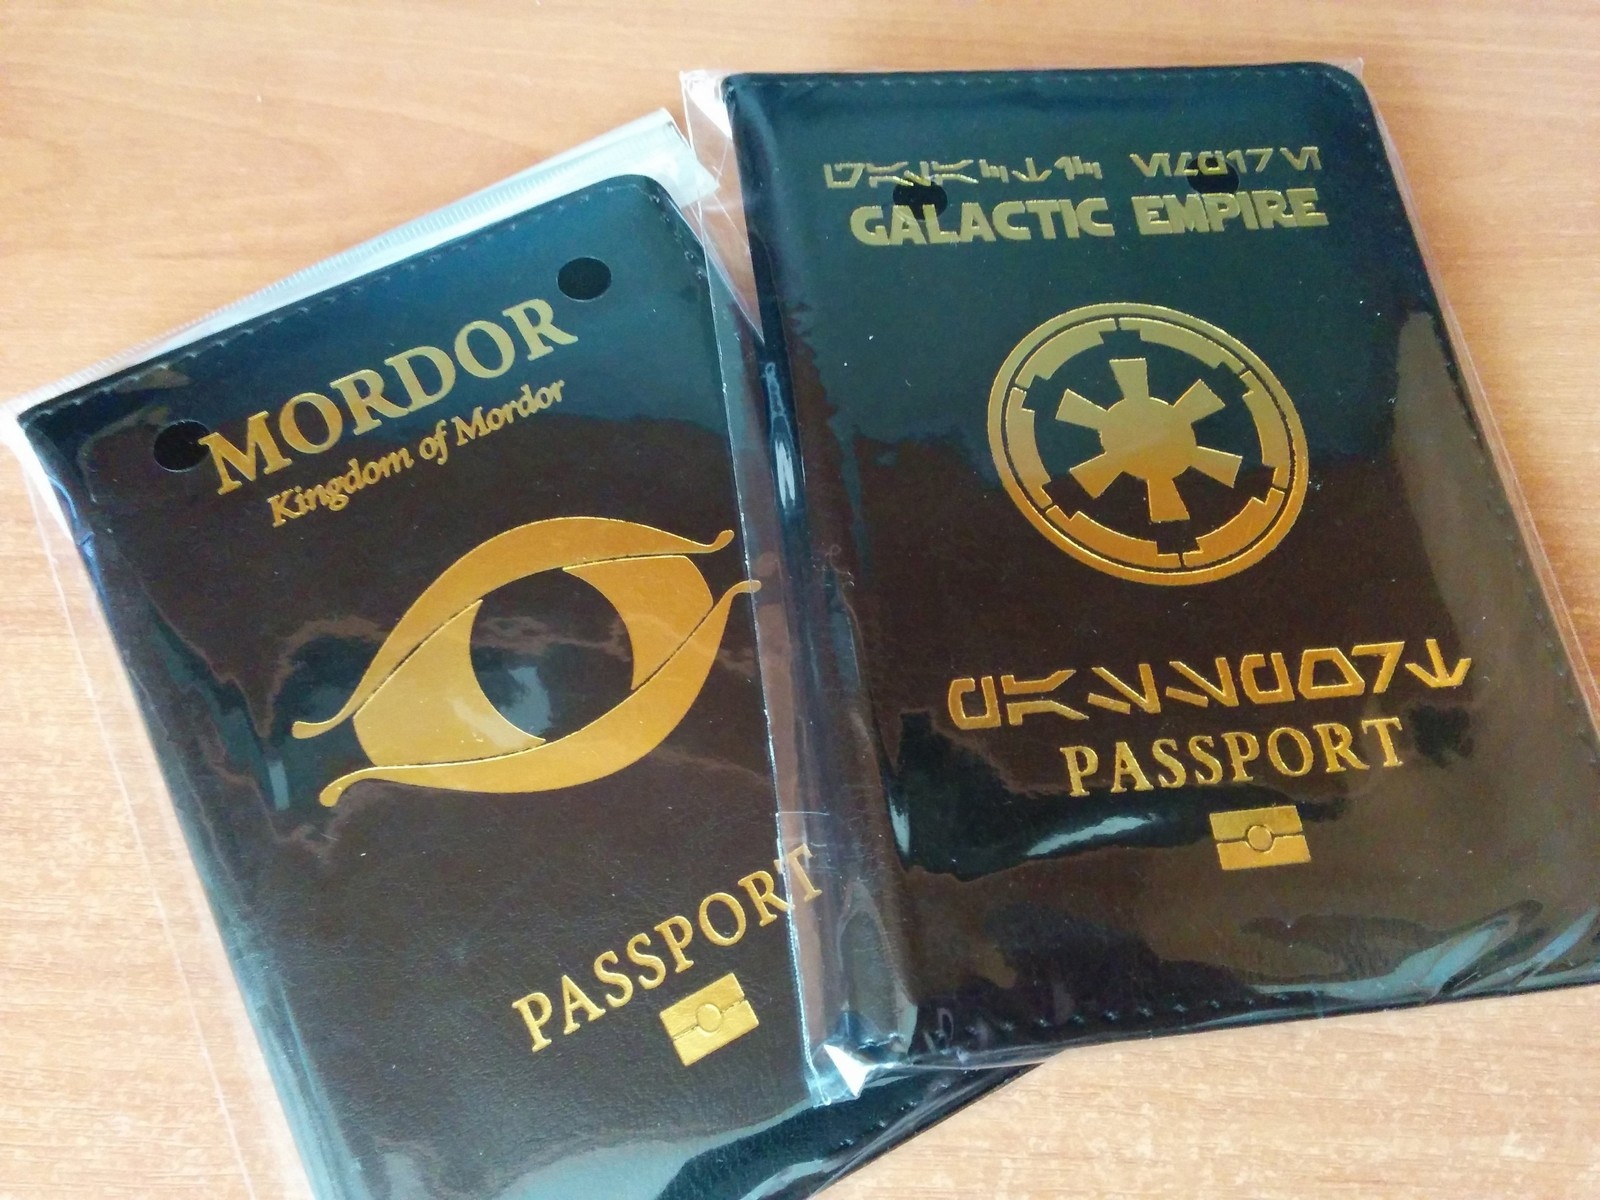 MORDOR
Kingdom of Mordor
PASSPORT
GALACTIC EMPIRE
PASSPORT